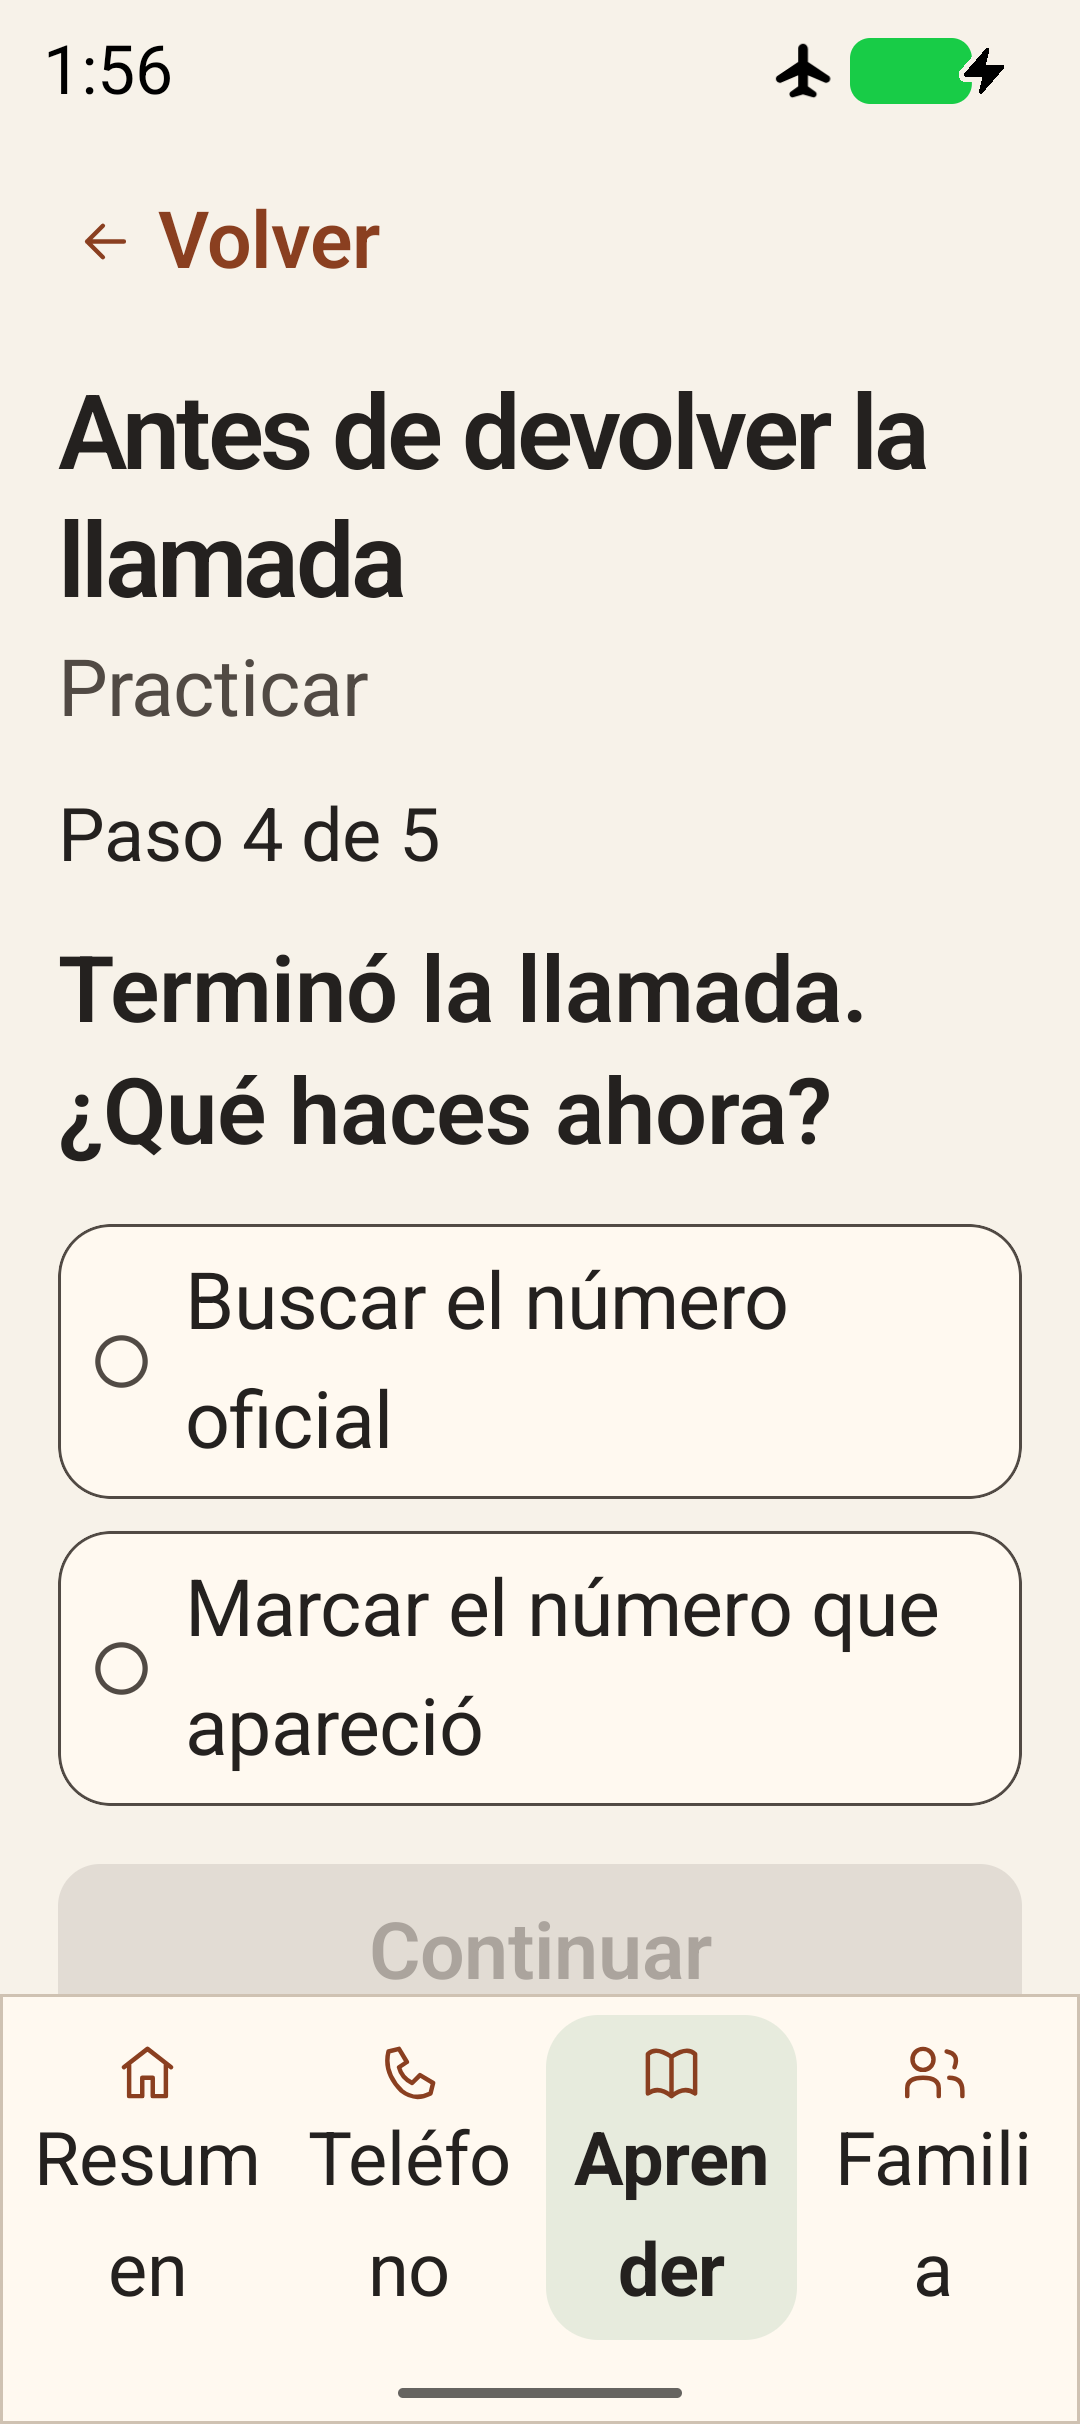 1:56
Volver
Antes de devolver la
llamada
Practicar
Paso 4 de 5
Terminó la llamada.
¿Qué haces ahora?
Buscar el número
oficial
Marcar el número que
apareció
Continuar
Resum
en
Teléfo
no
Apren
der
Famili
a